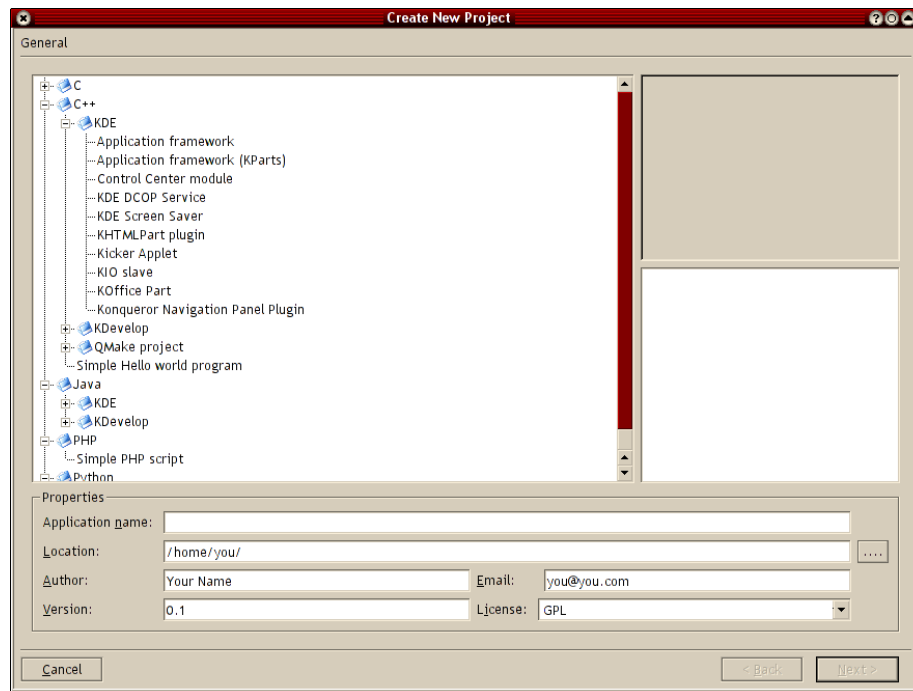 Create New Project
General
C
C++
KDE
Application framework
Application framework (KParts)
Control Center module
KDE DCOP Service
KDE Screen Saver
KHTMLPart plugin
Kicker Applet
KIO slave
KOffice Part
Konqueror Navigation Panel Plugin
KDevelop
QMake project
Simple Hello world program
Java
KDE
KDevelop
PHP
Simple PHP script
Python
Properties
Application name:
Location: /home/you/ ....
Author: Your Name Email: you@you.com
Version: 0.1 License: GPL
Cancel < Back Next >